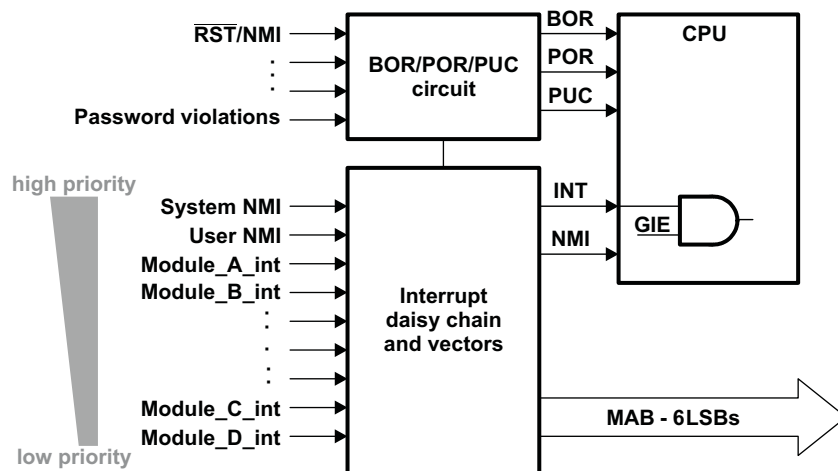 RST/NMI
.
.
.
Password violations
BOR/POR/PUC
circuit
BOR
POR
PUC
CPU
high priority
low priority
System NMI
User NMI
Module_A_int
Module_B_int
.
.
.
Module_C_int
Module_D_int
Interrupt
daisy chain
and vectors
INT
NMI
GIE
MAB - 6LSBs